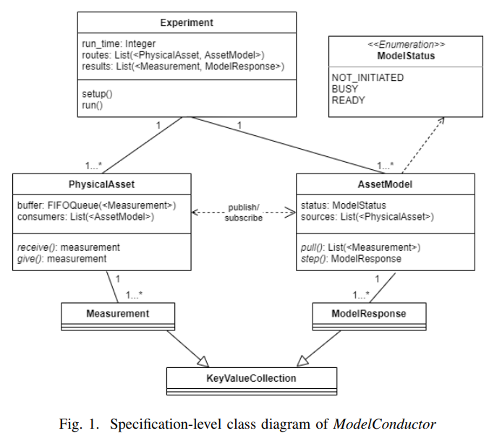 Experiment
run_time: Integer
routes: List(<PhysicalAsset, AssetModel>)
results: List(<Measurement, ModelResponse>)
setup()
run()
<<Enumeration>>
ModelStatus
NOT_INITIATED
BUSY
READY
1
1
1...*
1...*
PhysicalAsset
buffer: FIFOQueue(<Measurement>)
consumers: List(<AssetModel>)
receive(): measurement
give(): measurement
publish/
subscribe
AssetModel
status: ModelStatus
sources: List(<PhysicalAsset>)
pull(): List(<Measurement>)
step(): ModelResponse
1
1
1...*
1...*
Measurement
ModelResponse
KeyValueCollection
Fig. 1. Specification-level class diagram of ModelConductor